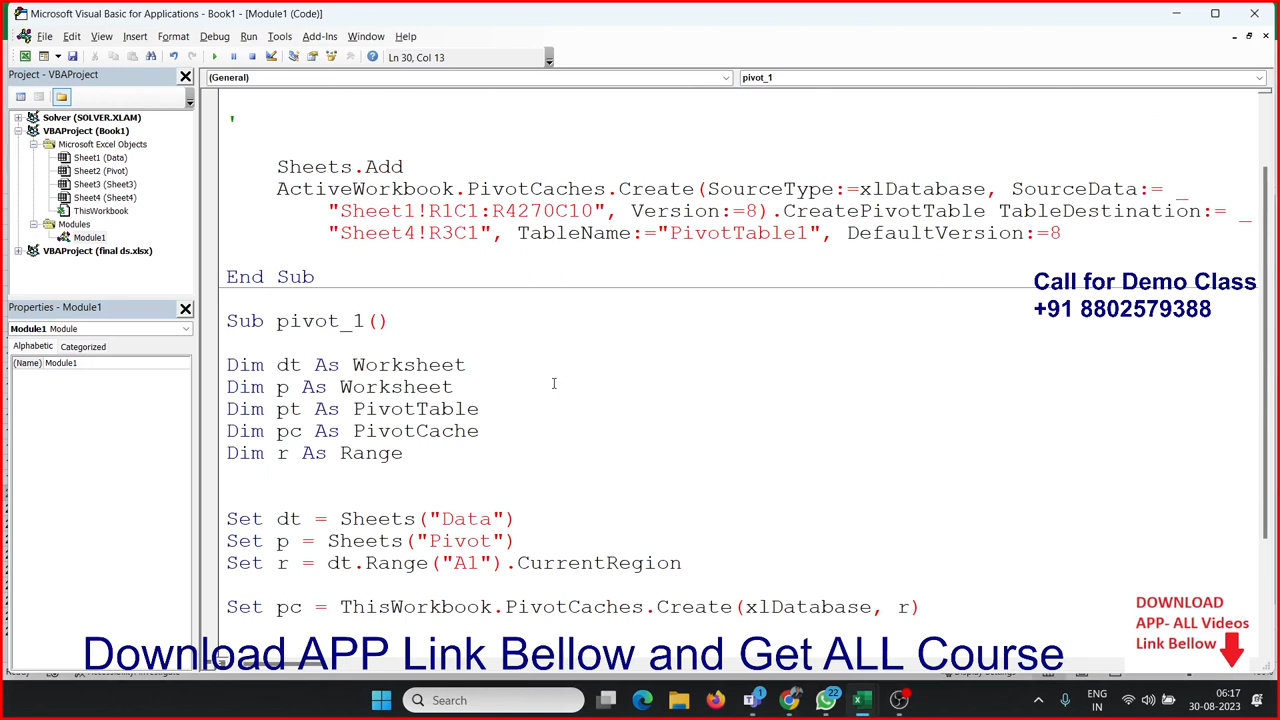 Microsoft Visual Basic for Applications - Book1 - [Module1 (Code)]
File Edit View Insert Format Debug Run Tools Add-Ins Window Help
Ln 30, Col 13
Project - VBAProject
(General)
pivot_1
Solver (SOLVER.XLAM)
VBAProject (Book1)
Microsoft Excel Objects
Sheet1 (Data)
Sheet2 (Pivot)
Sheet3 (Sheet3)
Sheet4 (Sheet4)
ThisWorkbook
Modules
Module1
VBAProject (final ds.xlsx)
Properties - Module1
Module1 Module
Alphabetic Categorized
(Name) Module1
'
Sheets.Add
ActiveWorkbook.PivotCaches.Create(SourceType:=xlDatabase, SourceData:= _
"Sheet1!R1C1:R4270C10", Version:=8).CreatePivotTable TableDestination:= _
"Sheet4!R3C1", TableName:="PivotTable1", DefaultVersion:=8
End Sub
Sub pivot_1()
Dim dt As Worksheet
Dim p As Worksheet
Dim pt As PivotTable
Dim pc As PivotCache
Dim r As Range
Set dt = Sheets("Data")
Set p = Sheets("Pivot")
Set r = dt.Range("A1").CurrentRegion
Set pc = ThisWorkbook.PivotCaches.Create(xlDatabase, r)
Call for Demo Class
+91 8802579388
DOWNLOAD
APP- ALL Videos
Link Bellow
Download APP Link Bellow and Get ALL Course
Search
1
22
ENG
IN
06:17
30-08-2023